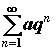 ∞
∑ aqⁿ
n=1